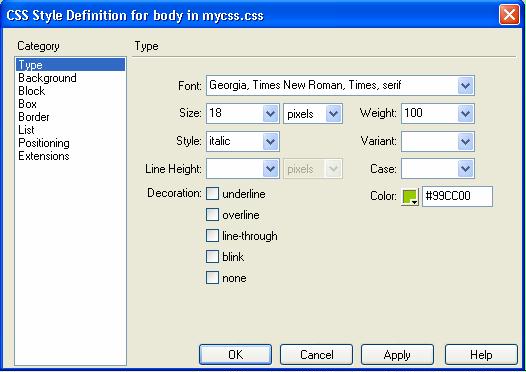 CSS Style Definition for body in mycss.css
Category
Type
Background
Block
Box
Border
List
Positioning
Extensions
Type
Font: Georgia, Times New Roman, Times, serif
Size: 18 pixels Weight: 100
Style: italic Variant:
Line Height: pixels Case:
Decoration: underline Color: #99CC00
overline
line-through
blink
none
OK Cancel Apply Help